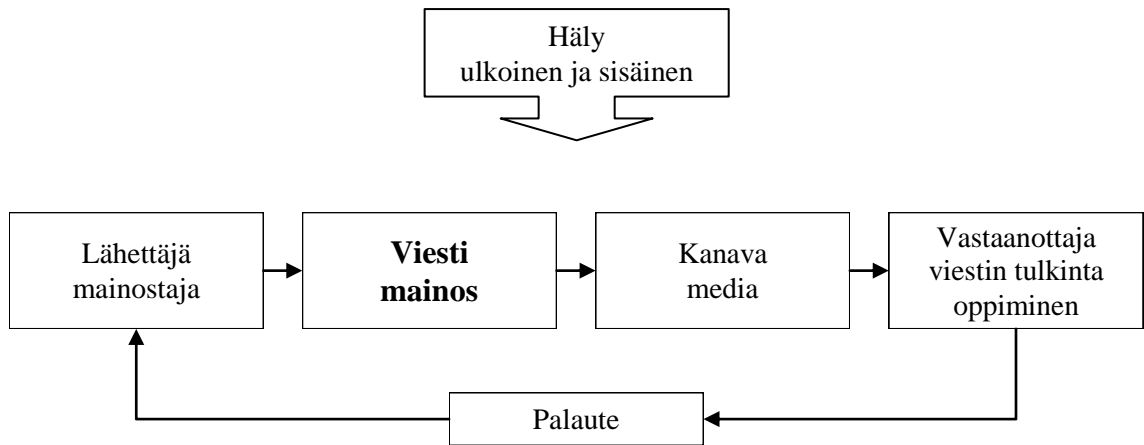 Häly
ulkoinen ja sisäinen
Lähettäjä
mainostaja
Viesti
mainos
Kanava
media
Vastaanottaja
viestin tulkinta
oppiminen
Palaute